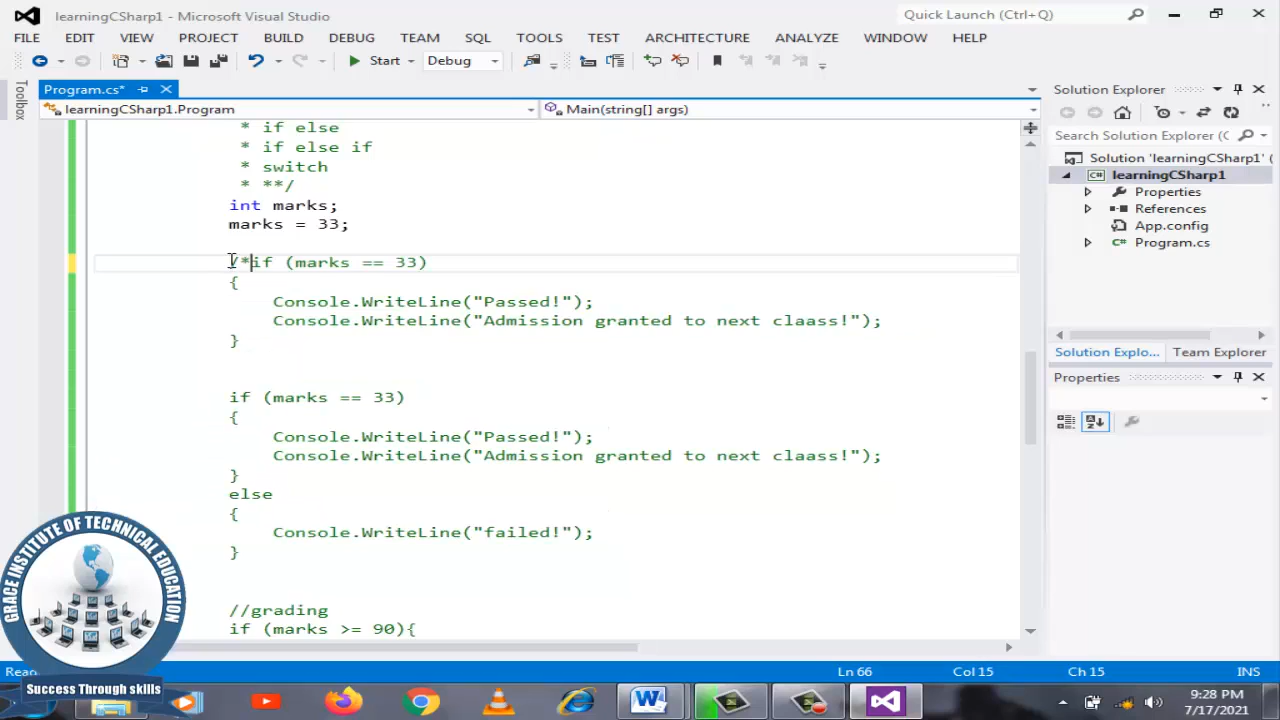 learningCSharp1 - Microsoft Visual Studio
Quick Launch (Ctrl+Q)
FILE EDIT VIEW PROJECT BUILD DEBUG TEAM SQL TOOLS TEST ARCHITECTURE ANALYZE WINDOW HELP
Start Debug
Toolbox
Program.cs*
learningCSharp1.Program
Main(string[] args)
* if else
* if else if
* switch
* **/
int marks;
marks = 33;
/*if (marks == 33)
{
Console.WriteLine("Passed!");
Console.WriteLine("Admission granted to next claass!");
}
if (marks == 33)
{
Console.WriteLine("Passed!");
Console.WriteLine("Admission granted to next claass!");
}
else
{
Console.WriteLine("failed!");
}
//grading
if (marks >= 90){
Solution Explorer
Search Solution Explorer (C
Solution 'learningCSharp1' (
learningCSharp1
Properties
References
App.config
Program.cs
Solution Explo... Team Explorer
Properties
GRACE INSTITUTE OF TECHNICAL EDUCATION
Success Through skills
Ln 66 Col 15 Ch 15 INS
9:28 PM
7/17/2021